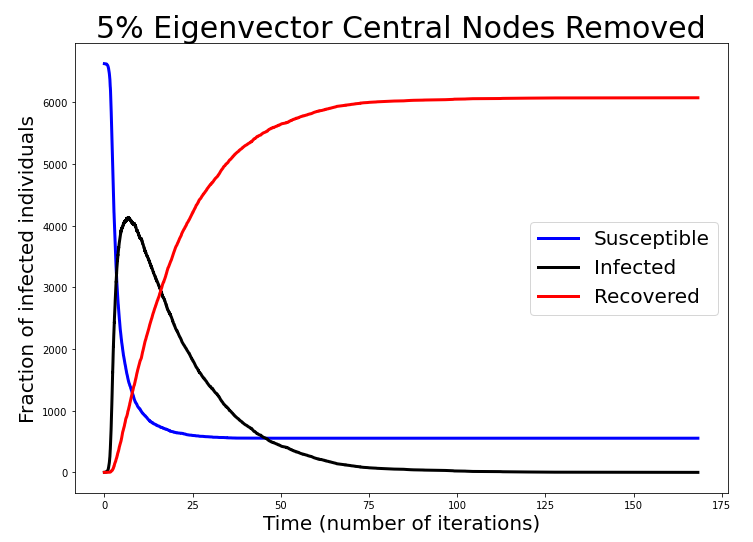 5% Eigenvector Central Nodes Removed
Fraction of infected individuals
6000
5000
4000
3000
2000
1000
0
Susceptible
Infected
Recovered
0 25 50 75 100 125 150 175
Time (number of iterations)